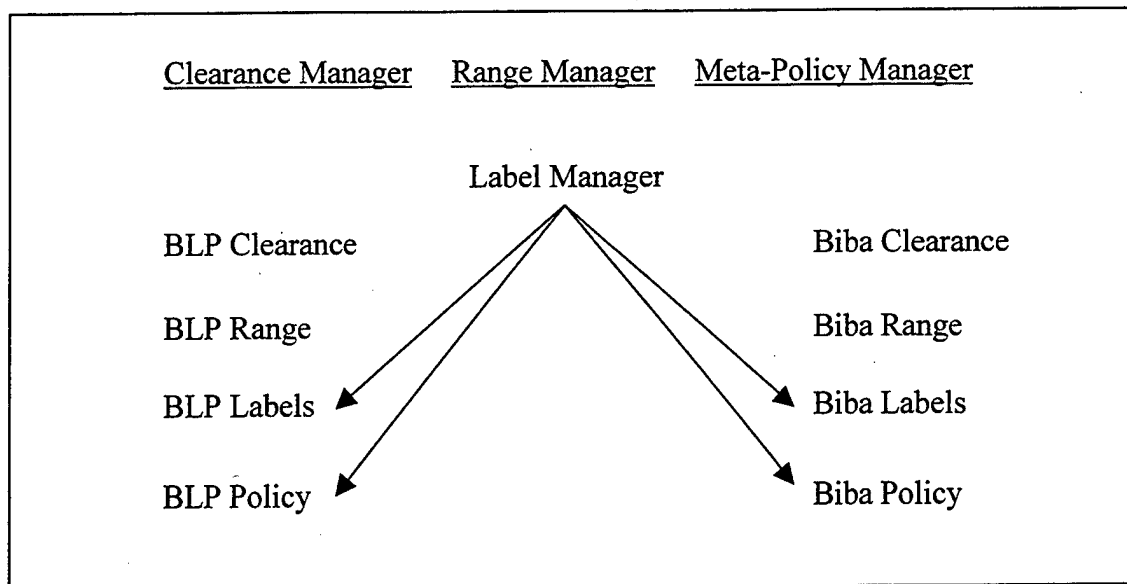 Clearance Manager Range Manager Meta-Policy Manager
Label Manager
BLP Clearance Biba Clearance
BLP Range Biba Range
BLP Labels Biba Labels
BLP Policy Biba Policy